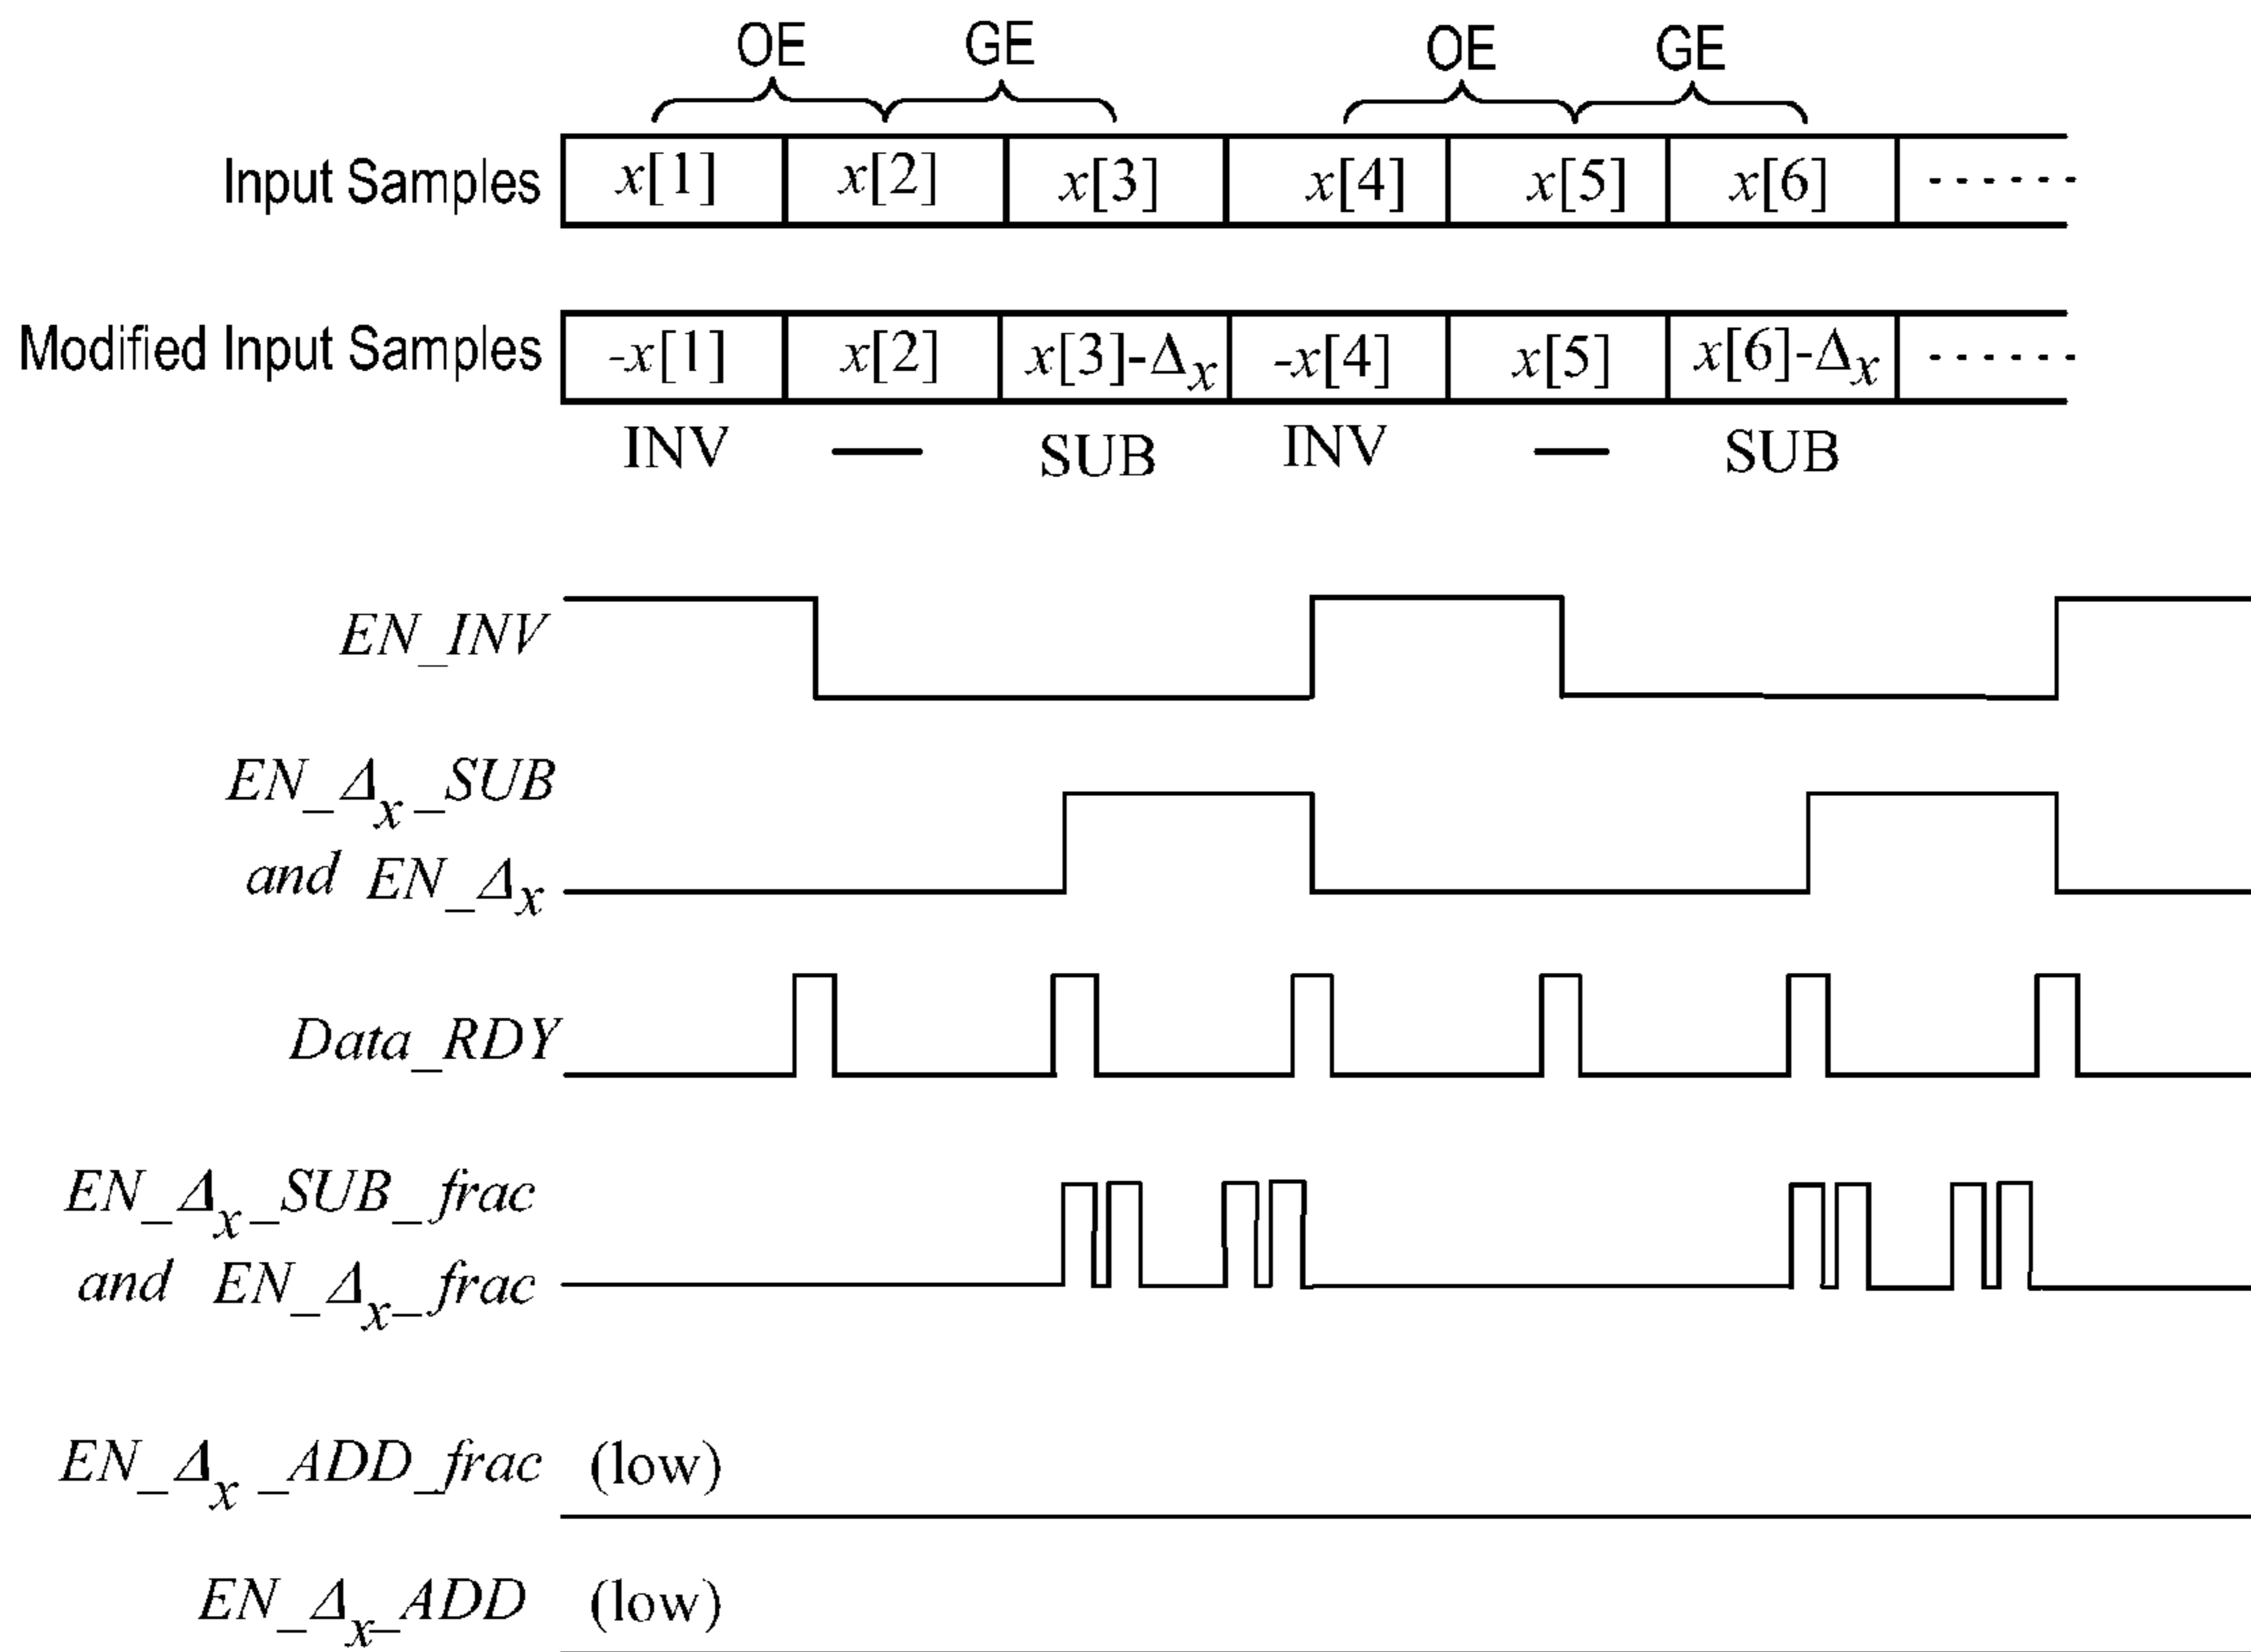 OE GE OE GE
Input Samples x[1] x[2] x[3] x[4] x[5] x[6] ------
Modified Input Samples -x[1] x[2] x[3]-Δx -x[4] x[5] x[6]-Δx ------
INV — SUB INV — SUB
EN_INV
EN_Δx_SUB
and EN_Δx
Data_RDY
EN_Δx_SUB_frac
and EN_Δx_frac
EN_Δx_ADD_frac (low)
EN_Δx_ADD (low)